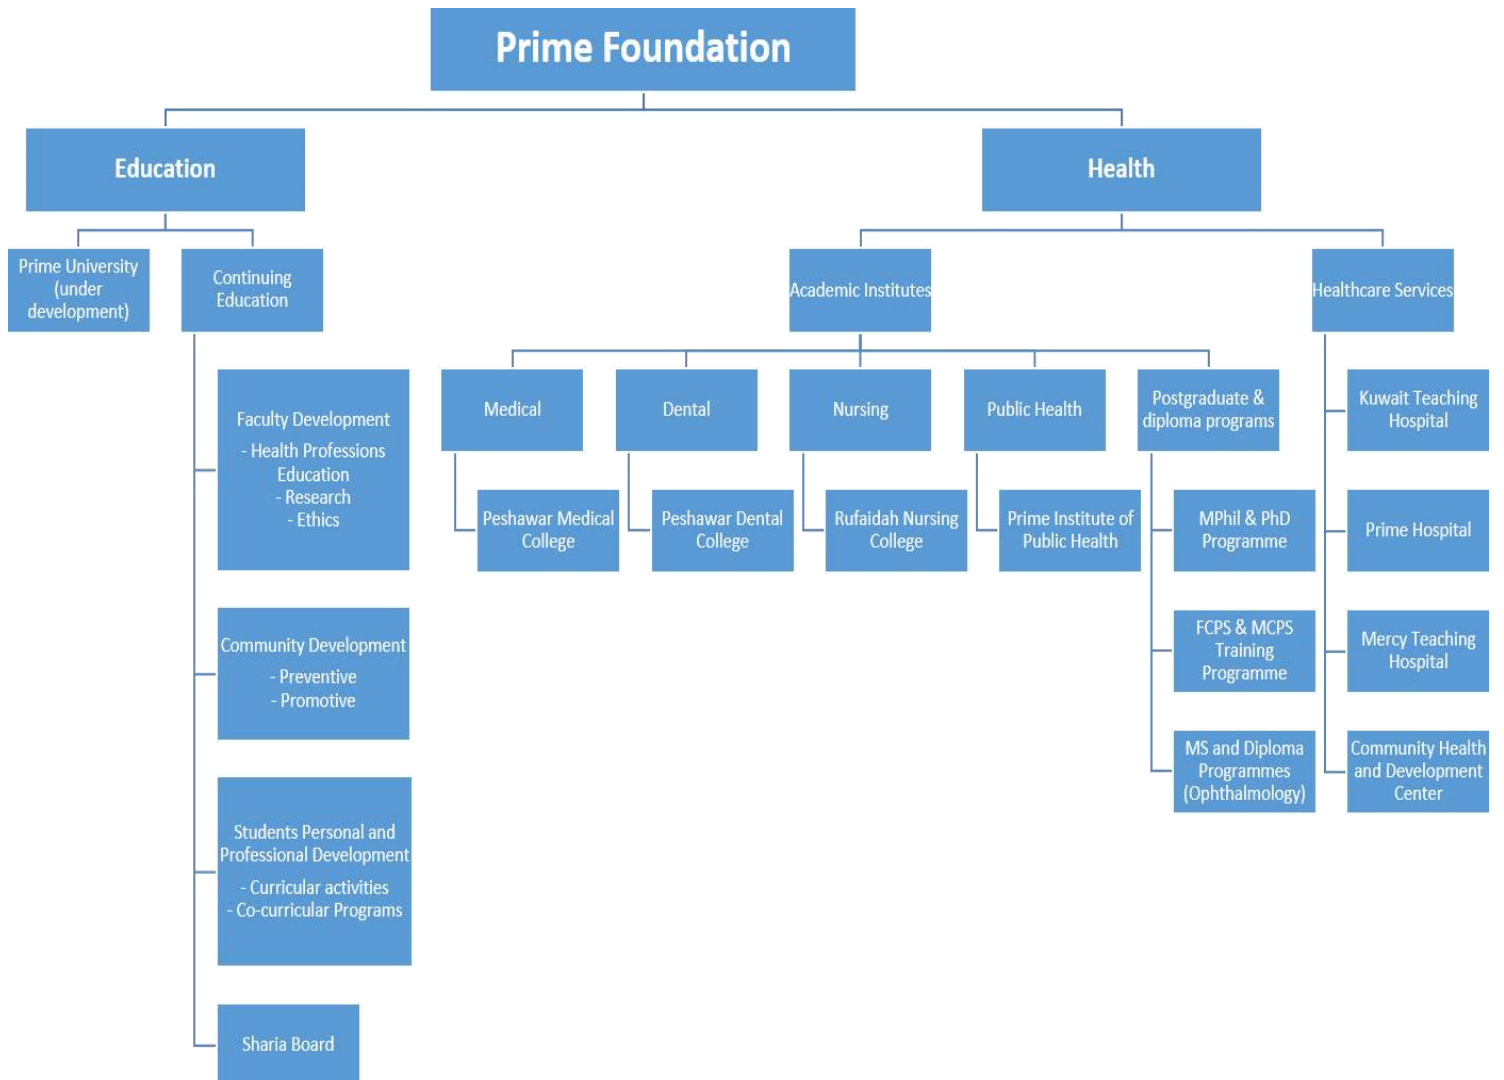 Prime Foundation
Education
Health
Prime University
(under
development)
Continuing
Education
Academic Institutes
Healthcare Services
Faculty Development
- Health Professions
Education
- Research
- Ethics
Community Development
- Preventive
- Promotive
Students Personal and
Professional Development
- Curricular activities
- Co-curricular Programs
Sharia Board
Medical
Dental
Nursing
Public Health
Postgraduate &
diploma programs
Peshawar Medical
College
Peshawar Dental
College
Rufaidah Nursing
College
Prime Institute of
Public Health
MPhil & PhD
Programme
FCPS & MCPS
Training
Programme
MS and Diploma
Programmes
(Ophthalmology)
Kuwait Teaching
Hospital
Prime Hospital
Mercy Teaching
Hospital
Community Health
and Development
Center